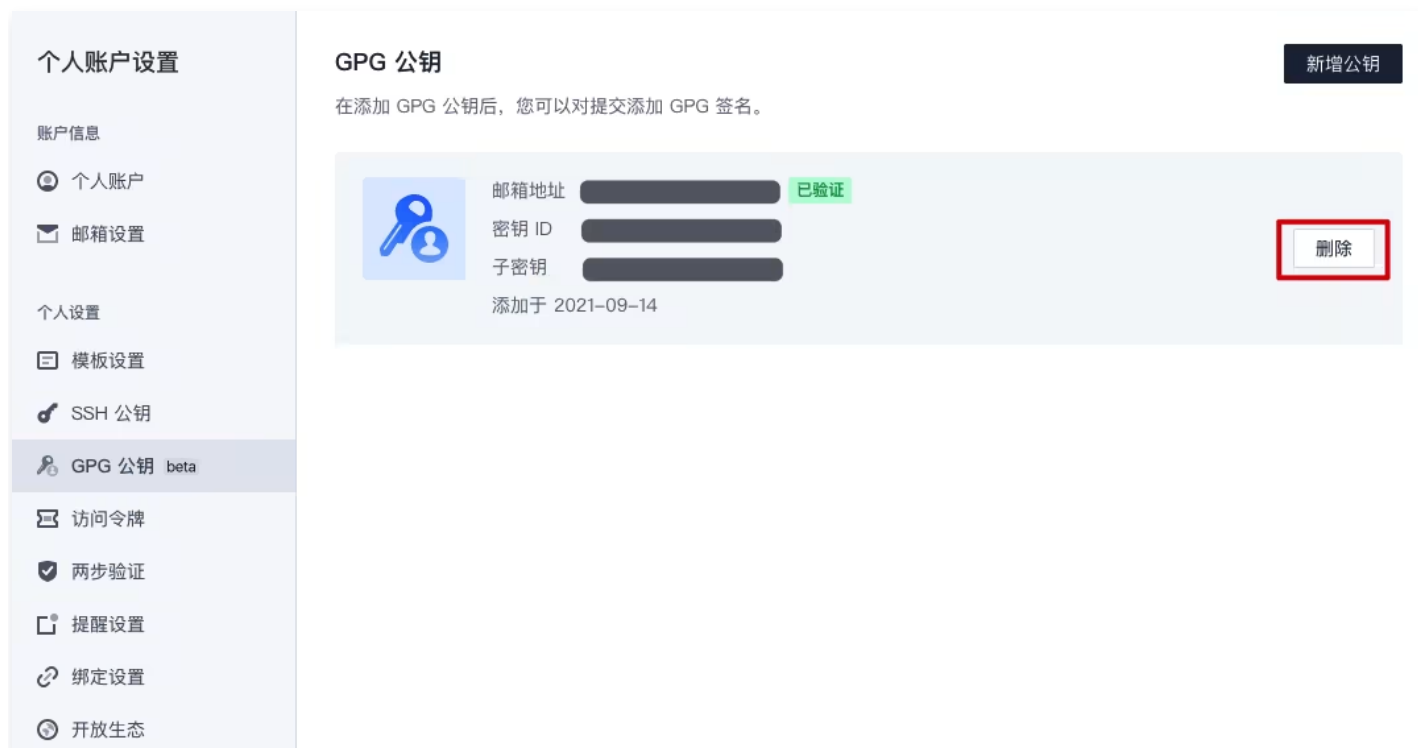 个人账户设置
账户信息
个人账户
邮箱设置
个人设置
模板设置
SSH 公钥
GPG 公钥 beta
访问令牌
两步验证
提醒设置
绑定设置
开放生态
GPG 公钥
新增公钥
在添加 GPG 公钥后，您可以对提交添加 GPG 签名。
邮箱地址 已验证
密钥 ID
子密钥
添加于 2021-09-14
删除